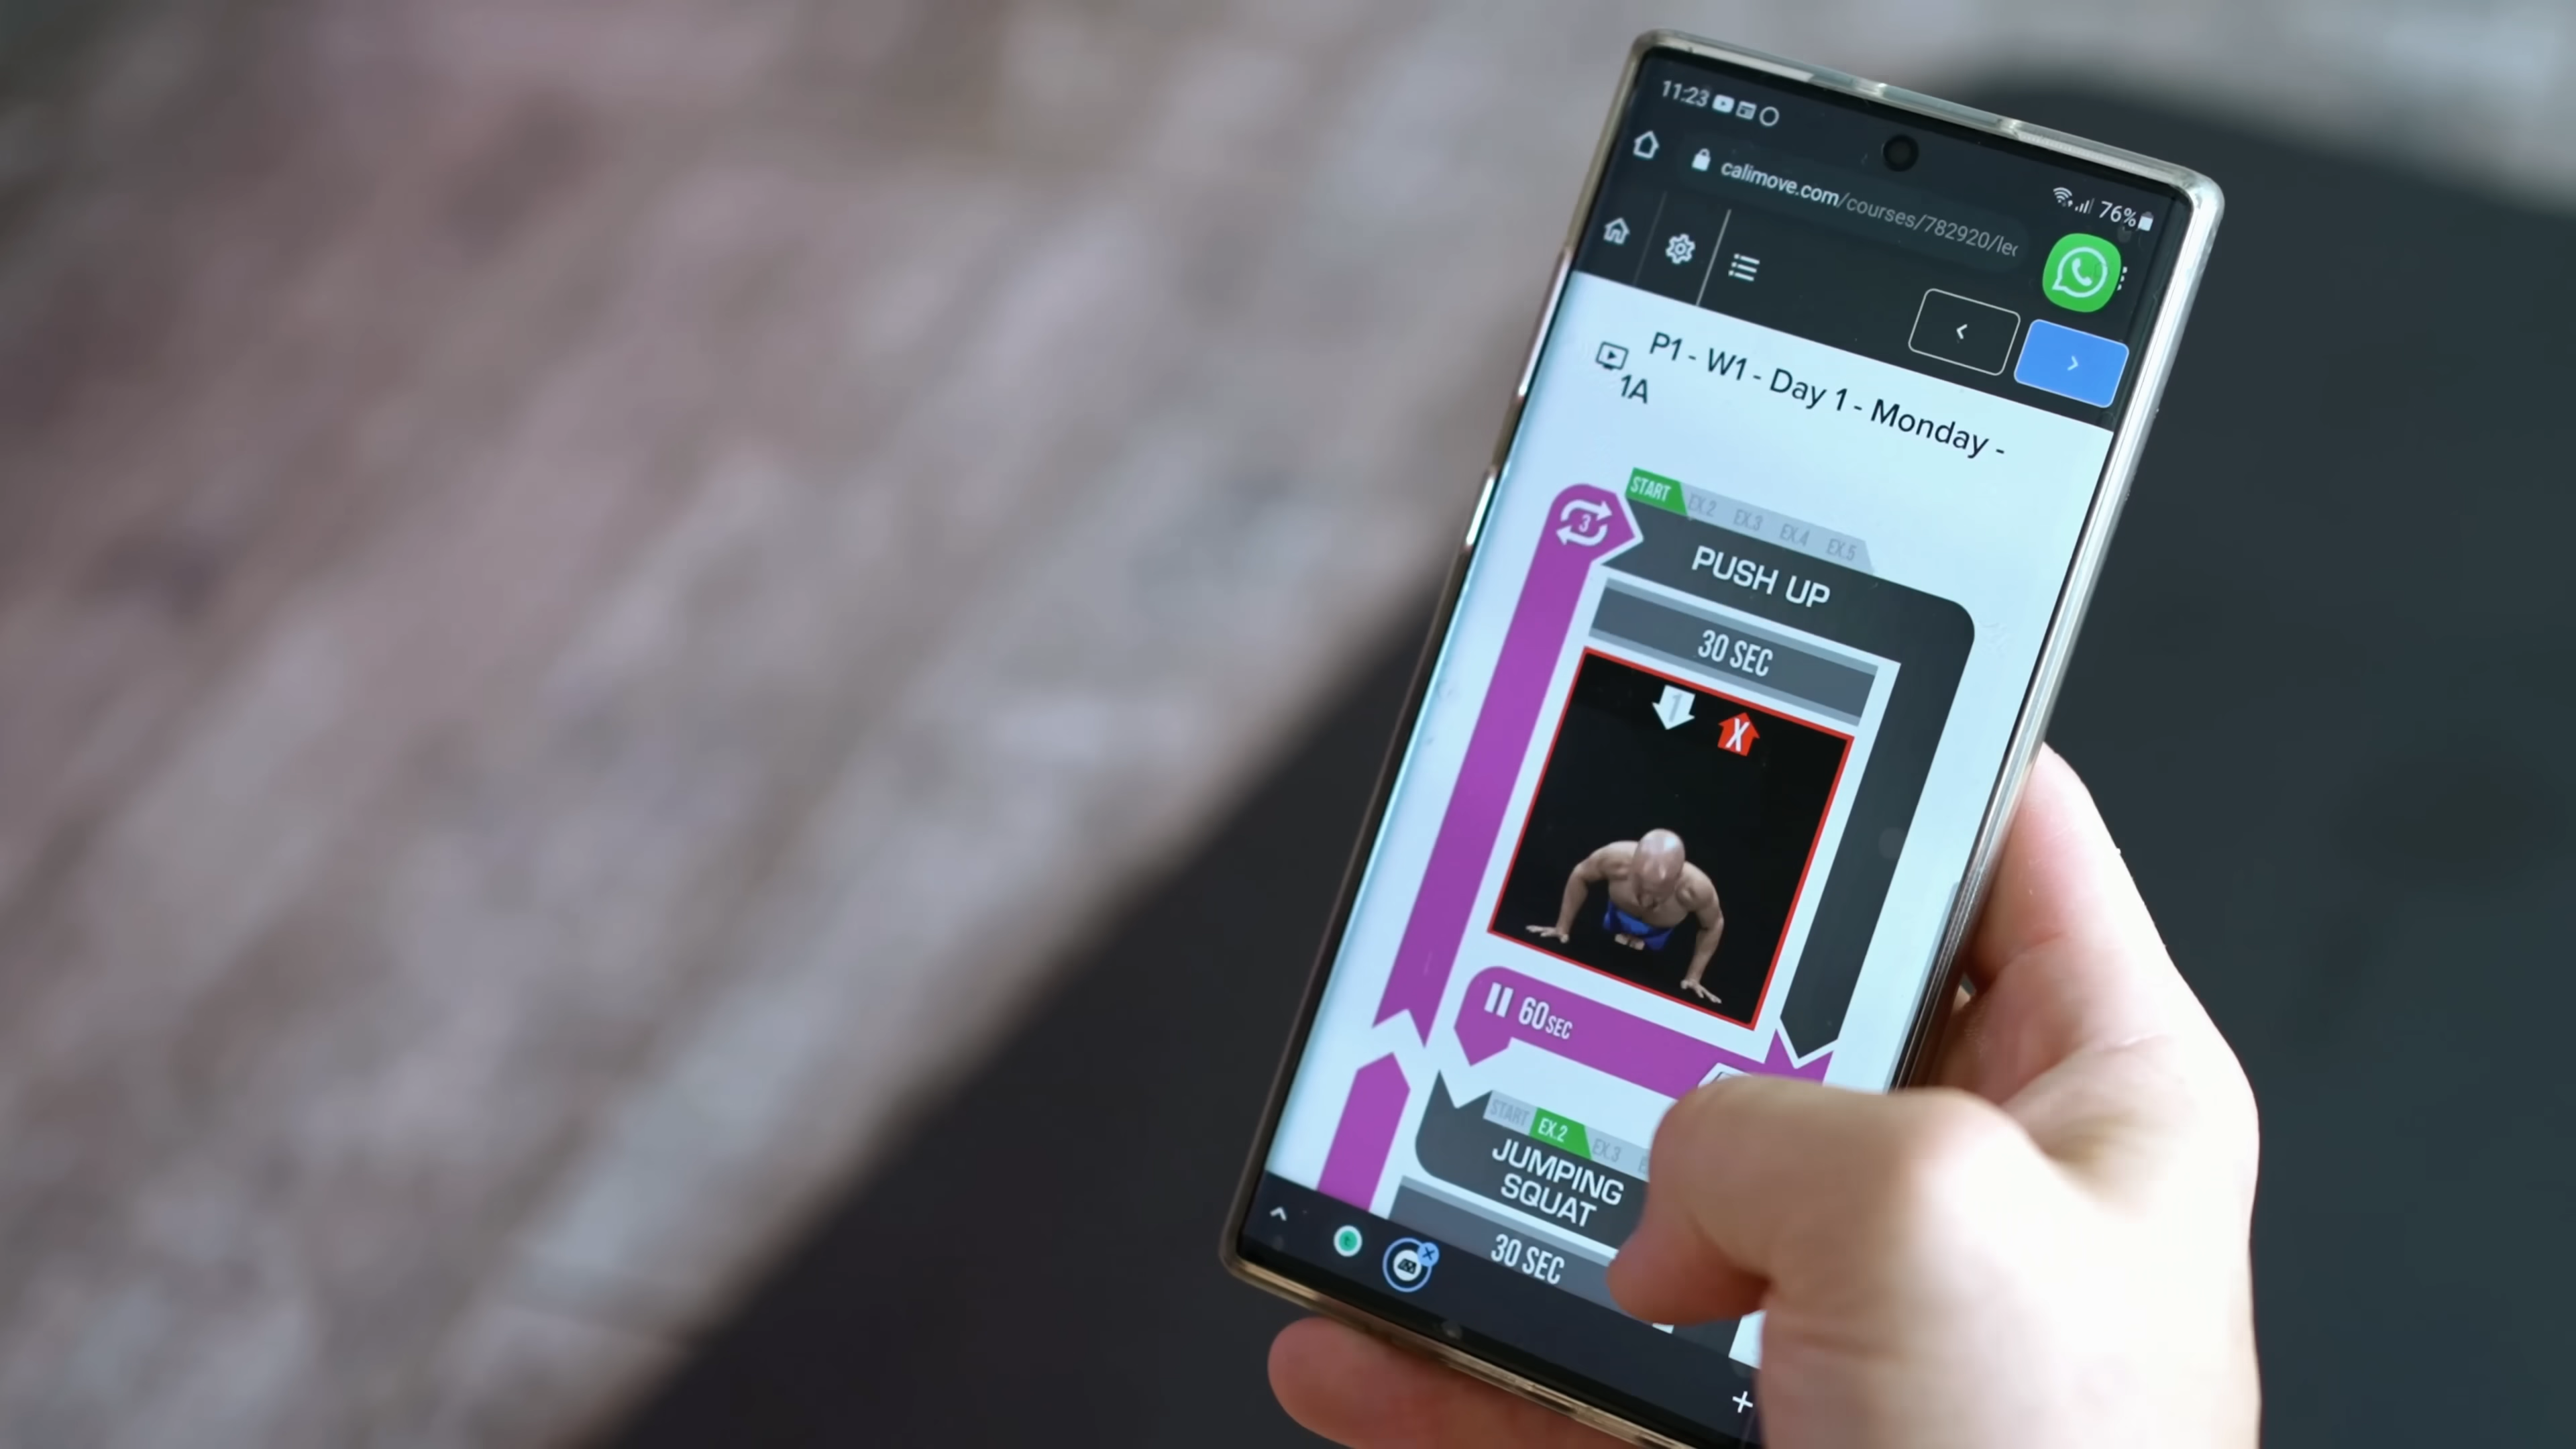 11:23
76%
calimove.com/courses/782920/lec
P1 - W1 - Day 1 - Monday -
1A
START EX.2 EX.3 EX.4 EX.5
3
PUSH UP
30 SEC
1 X
60 SEC
START EX.2 EX.3
JUMPING
SQUAT
30 SEC